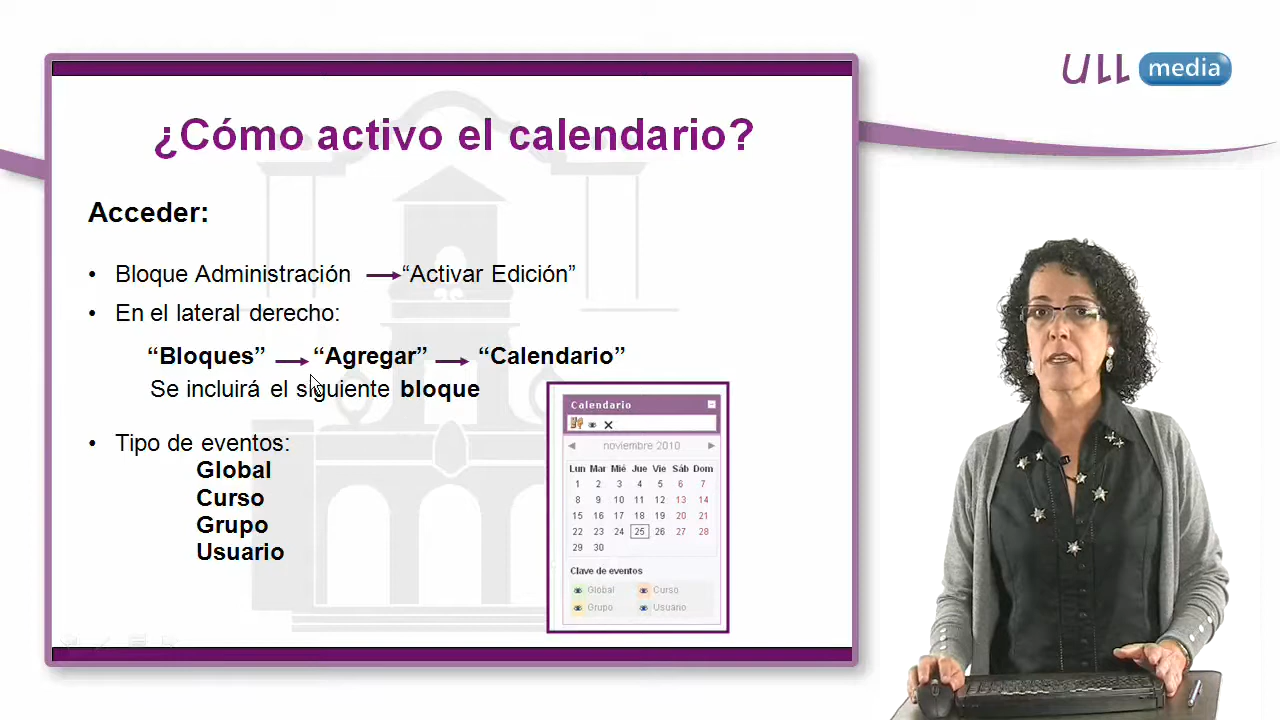 ULL media
¿Cómo activo el calendario?
Acceder:
• Bloque Administración “Activar Edición”
• En el lateral derecho:
“Bloques” “Agregar” “Calendario”
Se incluirá el siguiente bloque
• Tipo de eventos:
Global
Curso
Grupo
Usuario
Calendario
noviembre 2010
Lun Mar Mié Jue Vie Sáb Dom
1 2 3 4 5 6 7
8 9 10 11 12 13 14
15 16 17 18 19 20 21
22 23 24 25 26 27 28
29 30
Clave de eventos
Global Curso
Grupo Usuario